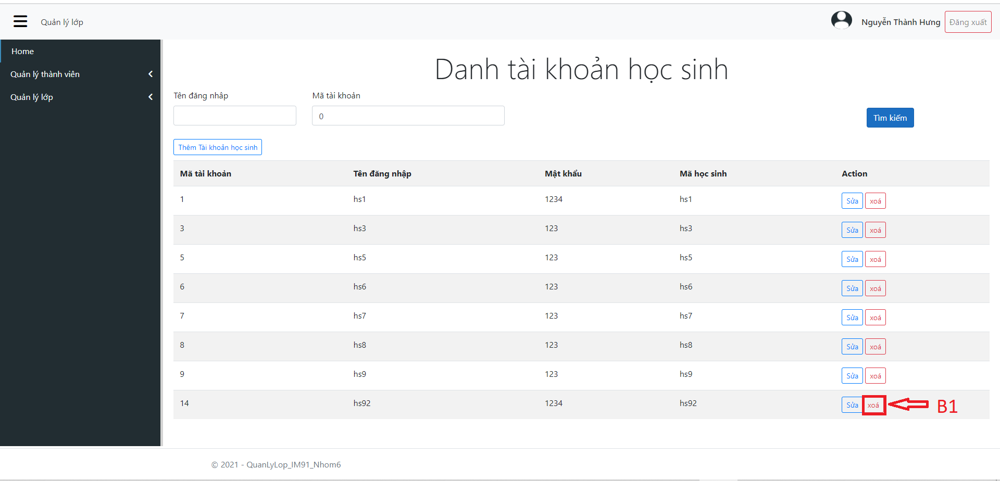 Quản lý lớp
Nguyễn Thành Hưng Đăng xuất
Home
Quản lý thành viên
Quản lý lớp
Danh tài khoản học sinh
Tên đăng nhâp Mã tài khoản
0 Tìm kiếm
Thêm Tài khoản học sinh
Mã tài khoản Tên đăng nhập Mật khẩu Mã học sinh Action
1 hs1 1234 hs1 Sửa xoá
3 hs3 123 hs3 Sửa xoá
5 hs5 123 hs5 Sửa xoá
6 hs6 123 hs6 Sửa xoá
7 hs7 123 hs7 Sửa xoá
8 hs8 123 hs8 Sửa xoá
9 hs9 123 hs9 Sửa xoá
14 hs92 1234 hs92 Sửa xoá B1
© 2021 - QuanLyLop_IM91_Nhom6